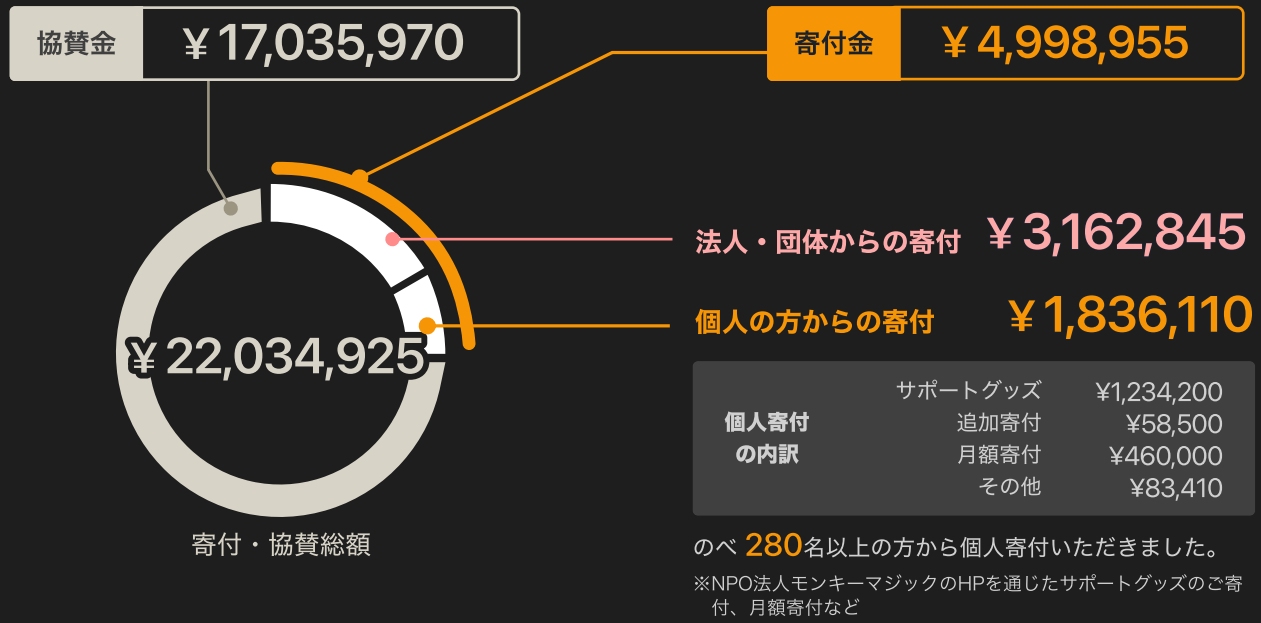 協賛金 ¥17,035,970
寄付金 ¥4,998,955
法人・団体からの寄付 ¥3,162,845
個人の方からの寄付 ¥1,836,110
¥22,034,925
寄付・協賛総額
個人寄付
の内訳
サポートグッズ ¥1,234,200
追加寄付 ¥58,500
月額寄付 ¥460,000
その他 ¥83,410
のべ 280名以上の方から個人寄付いただきました。
※NPO法人モンキーマジックのHPを通じたサポートグッズのご寄
付、月額寄付など